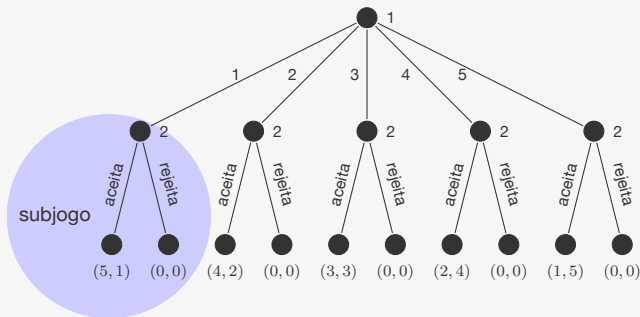 1
1 2 3 4 5
2 2 2 2 2
aceita rejeita aceita rejeita aceita rejeita aceita rejeita aceita rejeita
subjogo
(5, 1) (0, 0) (4, 2) (0, 0) (3, 3) (0, 0) (2, 4) (0, 0) (1, 5) (0, 0)